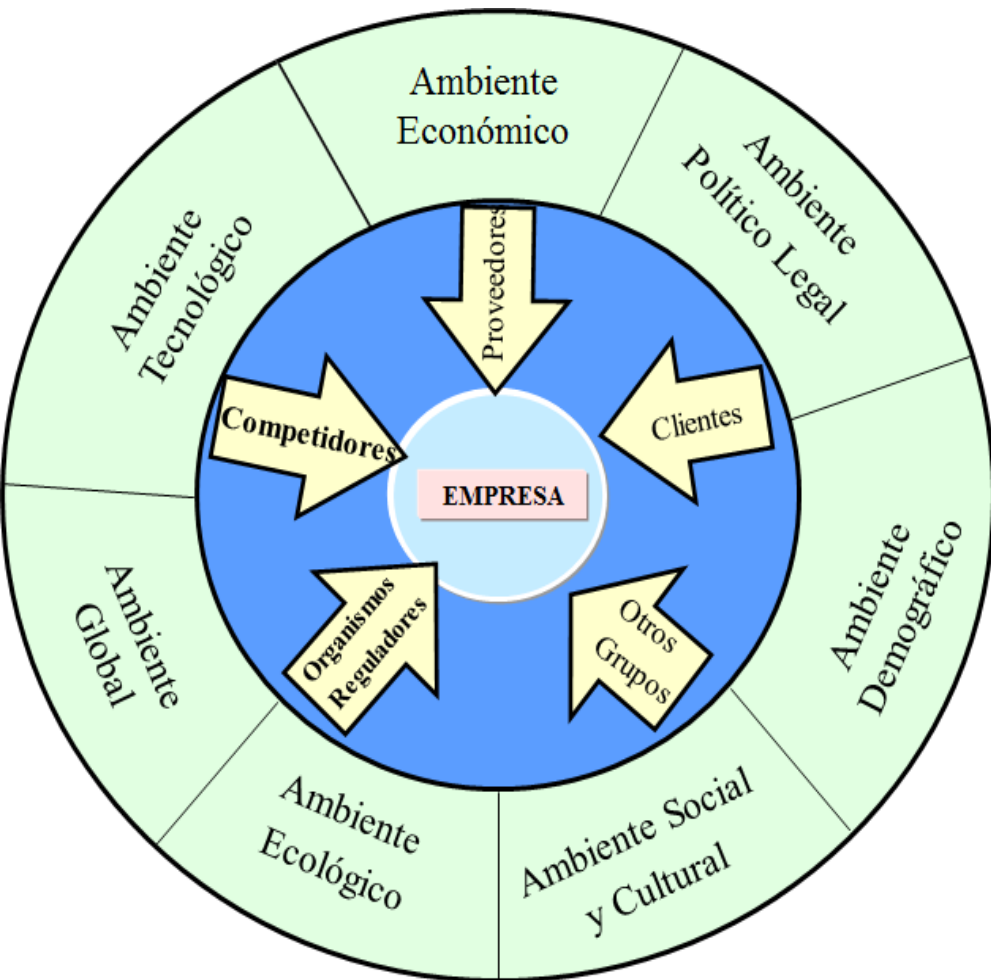 Ambiente
Económico
Ambiente
Político Legal
Ambiente
Demográfico
Ambiente Social
y Cultural
Ambiente
Ecológico
Ambiente
Global
Ambiente
Tecnológico
Proveedores
Clientes
Otros
Grupos
Organismos
Reguladores
Competidores
EMPRESA